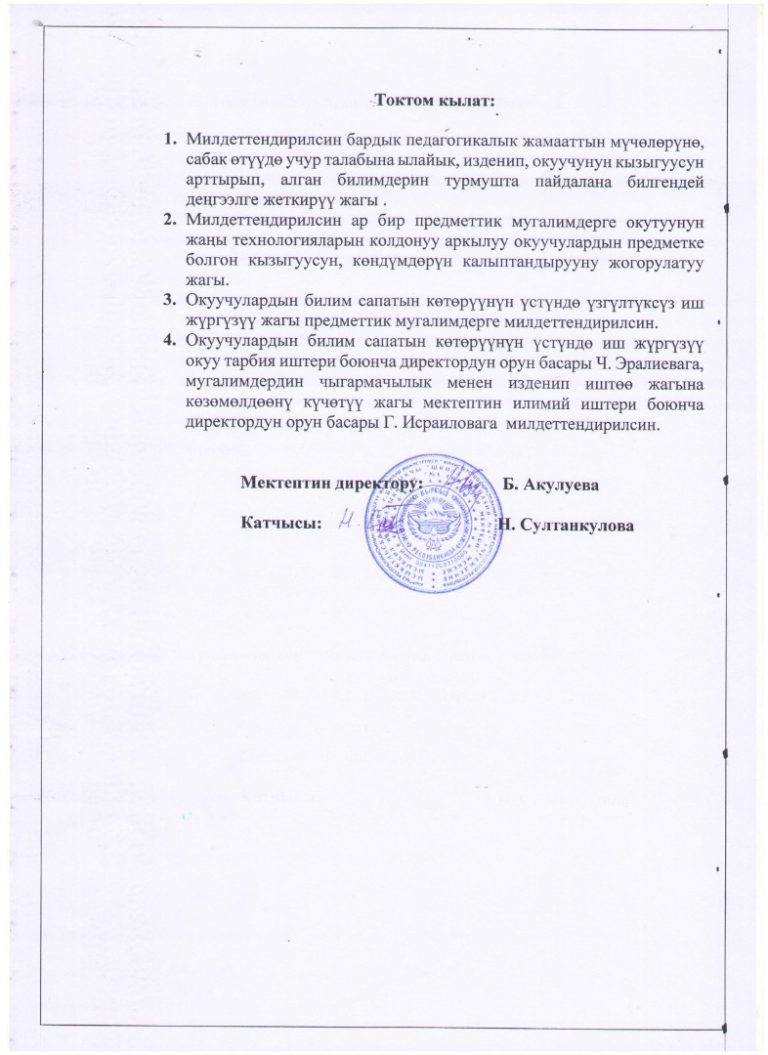 Токтом кылат:
1. Милдеттендирилсин бардык педагогикалык жамааттын мүчөлөрүнө,
сабак өтүүдө учур талабына ылайык, изденип, окуучунун кызыгуусун
арттырып, алган билимдерин турмушта пайдалана билгендей
деңгээлге жеткирүү жагы .
2. Милдеттендирилсин ар бир предметтик мугалимдерге окутуунун
жаңы технологияларын колдонуу аркылуу окуучулардын предметке
болгон кызыгуусун, көндүмдөрүн калыптандырууну жогорулатуу
жагы.
3. Окуучулардын билим сапатын көтөрүүнүн үстүндө үзгүлтүксүз иш
жүргүзүү жагы предметтик мугалимдерге милдеттендирилсин.
4. Окуучулардын билим сапатын көтөрүүнүн үстүндө иш жүргүзүү
окуу тарбия иштери боюнча директордун орун басары Ч. Эралиевага,
мугалимдердин чыгармачылык менен изденип иштөө жагына
көзөмөлдөөнү күчөтүү жагы мектептин илимий иштери боюнча
директордун орун басары Г. Исраиловага милдеттендирилсин.
Мектептин директору: Б. Акулуева
Катчысы: Н. Султанкулова